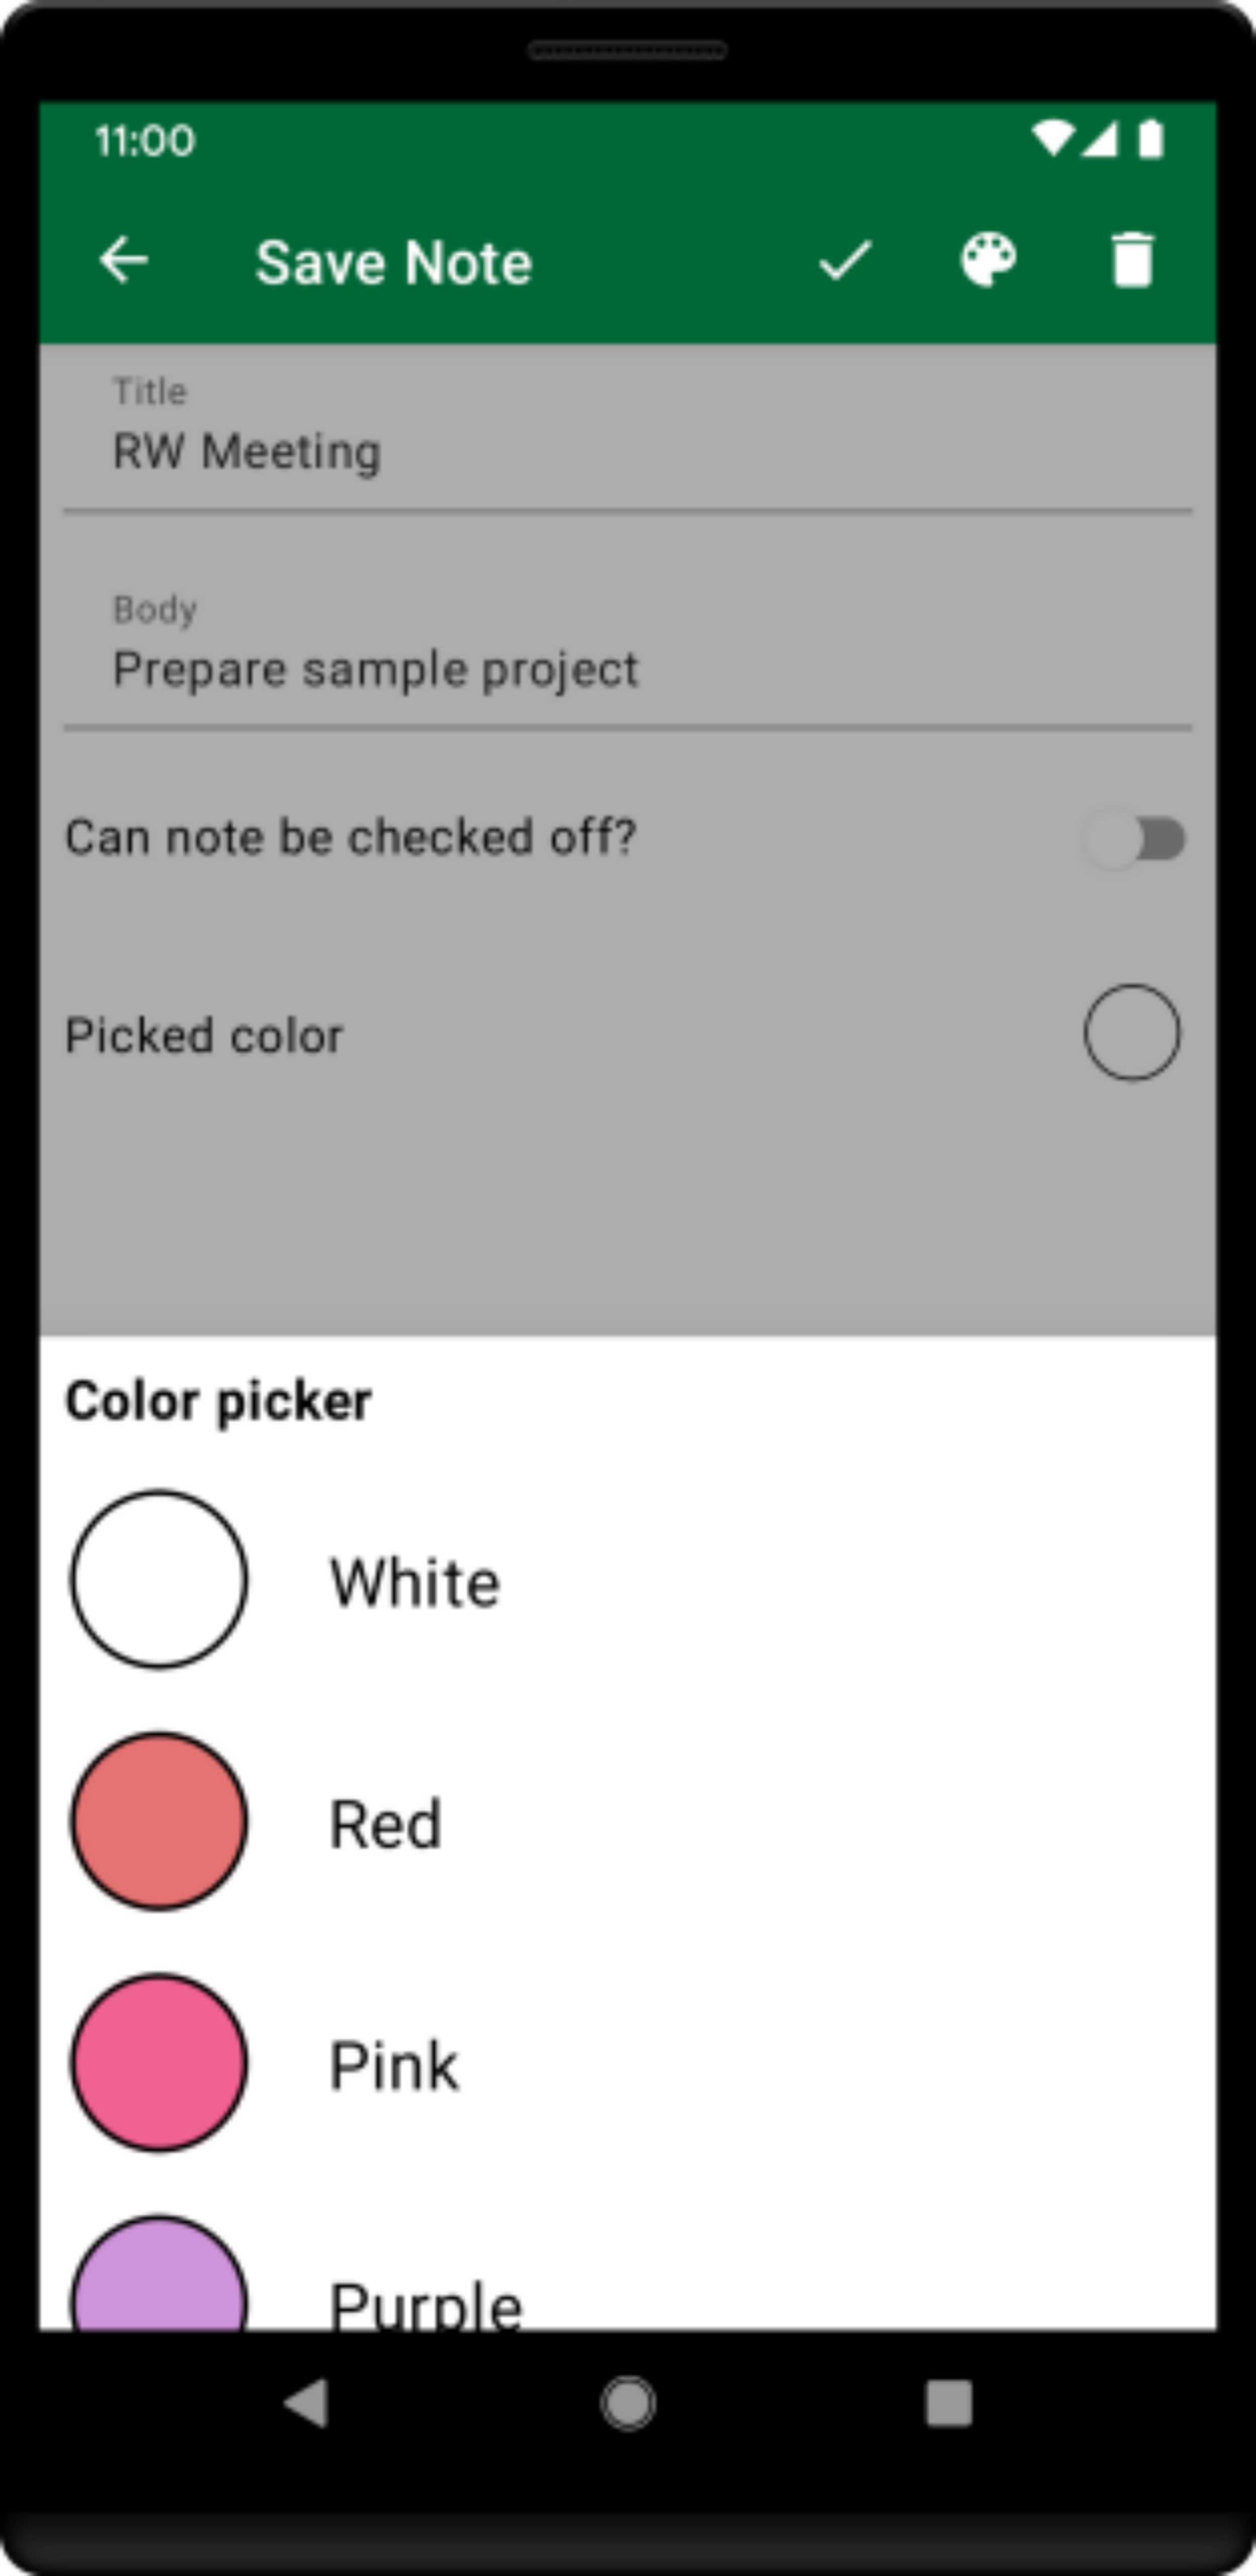 11:00
Save Note
Title
RW Meeting
Body
Prepare sample project
Can note be checked off?
Picked color
Color picker
White
Red
Pink
Purple